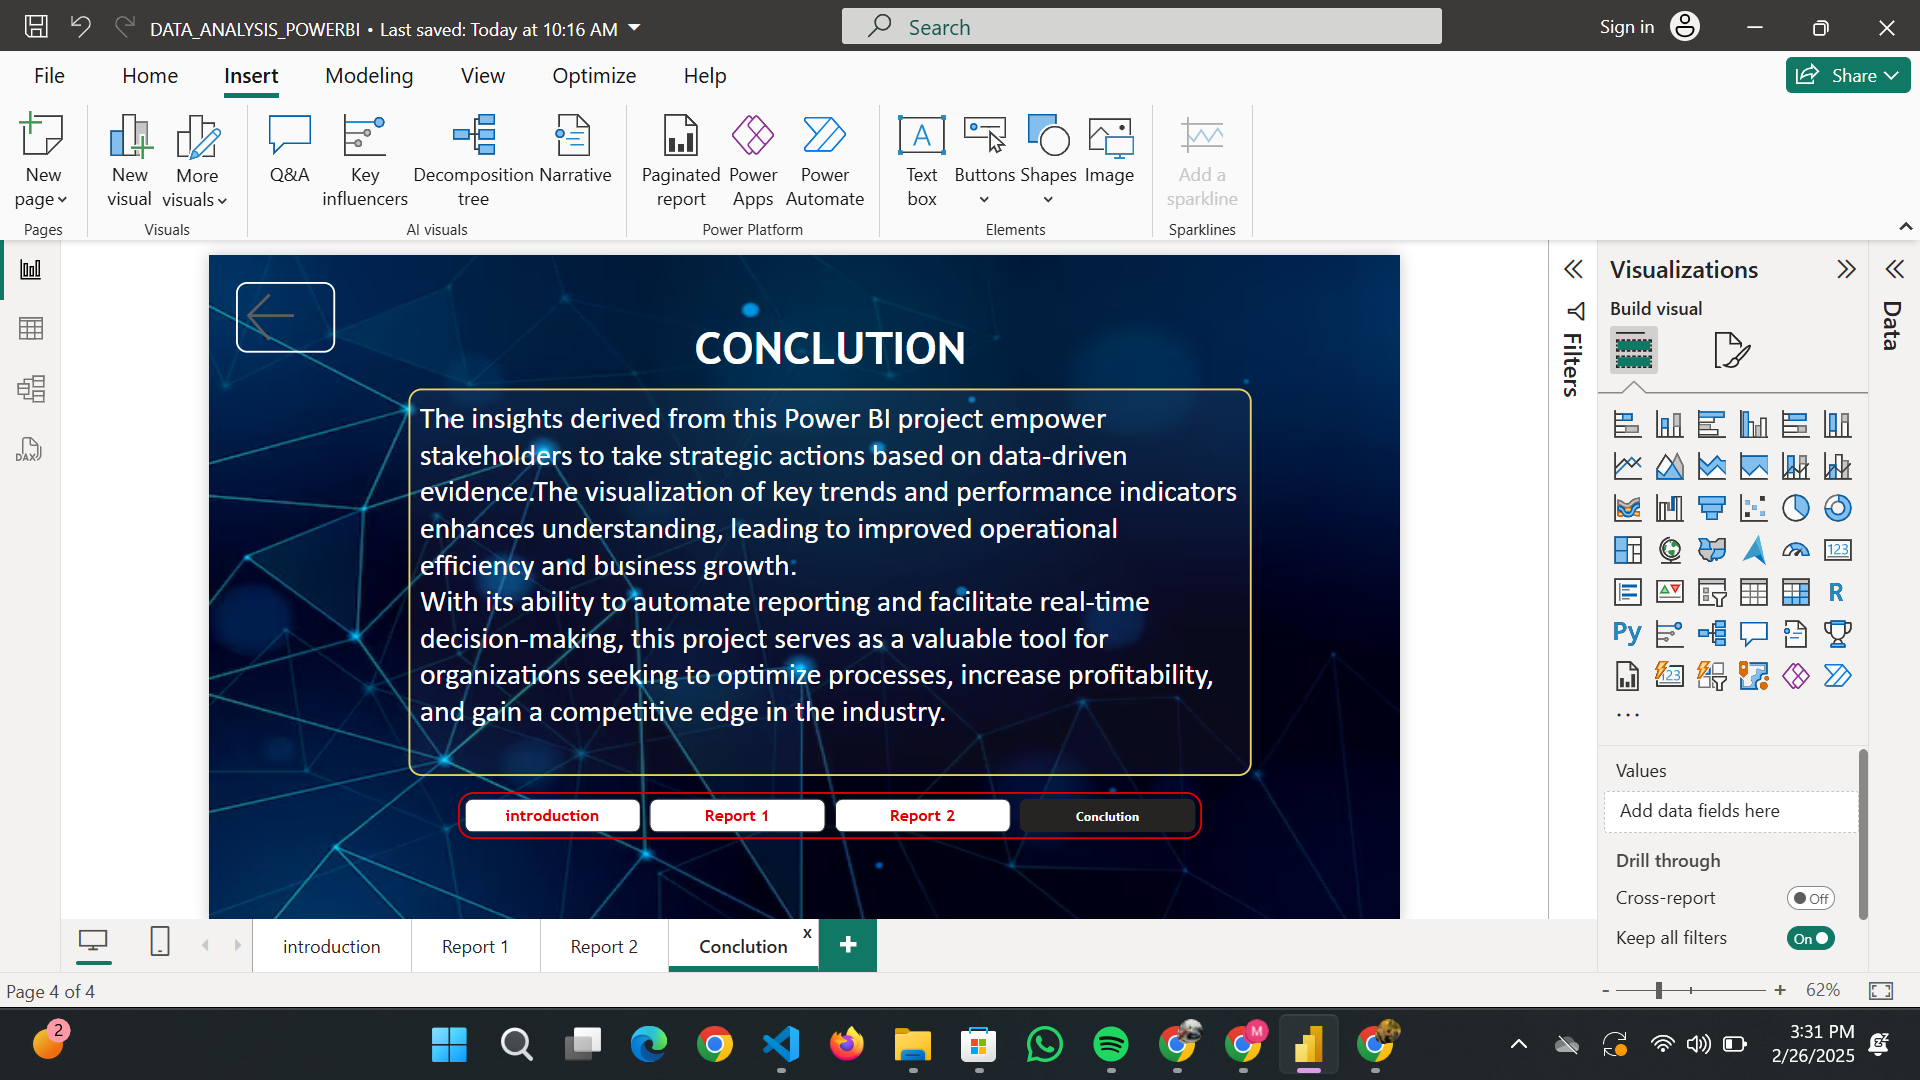 DATA_ANALYSIS_POWERBI • Last saved: Today at 10:16 AM
Search
Sign in
File
Home
Insert
Modeling
View
Optimize
Help
Share
New page
New visual
More visuals
Q&A
Key influencers
Decomposition tree
Narrative
Paginated report
Power Apps
Power Automate
Text box
Buttons
Shapes
Image
Add a sparkline
Pages
Visuals
AI visuals
Power Platform
Elements
Sparklines
DAX
CONCLUTION
The insights derived from this Power BI project empower
stakeholders to take strategic actions based on data-driven
evidence.The visualization of key trends and performance indicators
enhances understanding, leading to improved operational
efficiency and business growth.
With its ability to automate reporting and facilitate real-time
decision-making, this project serves as a valuable tool for
organizations seeking to optimize processes, increase profitability,
and gain a competitive edge in the industry.
introduction
Report 1
Report 2
Conclution
Filters
Visualizations
Build visual
123
R
Py
123
...
Values
Add data fields here
Drill through
Cross-report
Off
Keep all filters
On
Data
introduction
Report 1
Report 2
Conclution
x
+
Page 4 of 4
-
+
62%
2
M
3:31 PM
2/26/2025